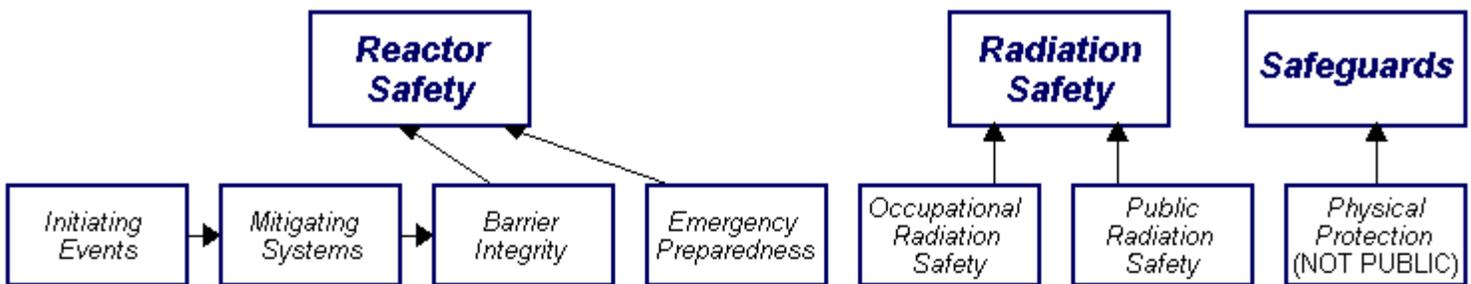 Reactor
Safety
Radiation
Safety
Safeguards
Initiating
Events
Mitigating
Systems
Barrier
Integrity
Emergency
Preparedness
Occupational
Radiation
Safety
Public
Radiation
Safety
Physical
Protection
(NOT PUBLIC)